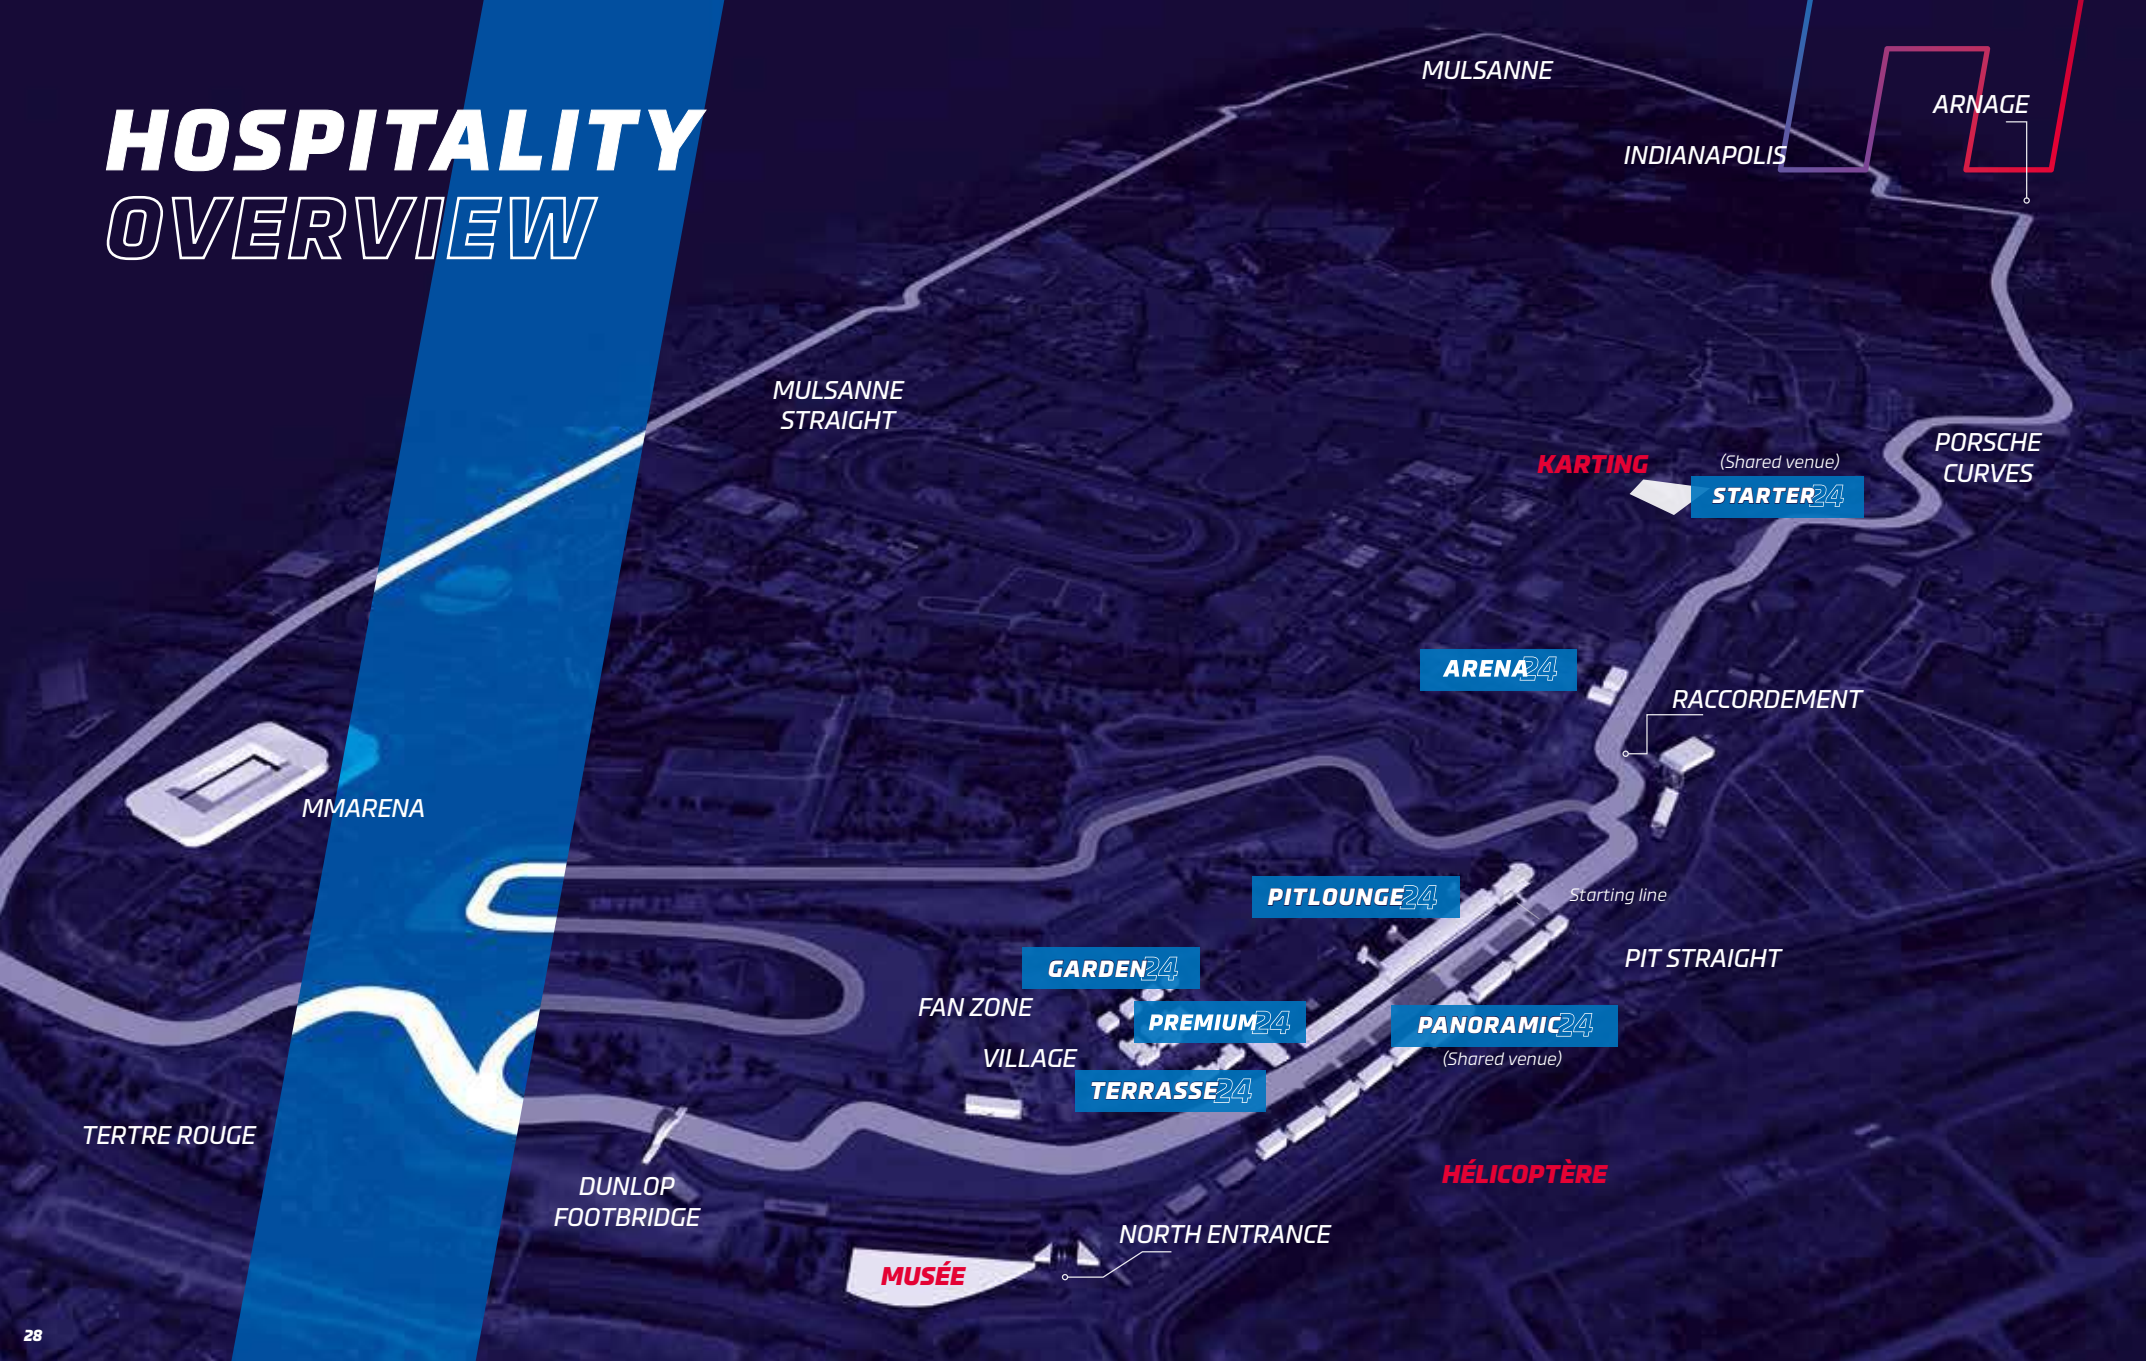 HOSPITALITY
OVERVIEW
MULSANNE
ARNAGE
INDIANAPOLIS
MULSANNE
STRAIGHT
PORSCHE
CURVES
KARTING
(Shared venue)
STARTER24
ARENA24
RACCORDEMENT
MMARENA
PITLOUNGE24
Starting line
PIT STRAIGHT
GARDEN24
FAN ZONE
PREMIUM24
PANORAMIC24
(Shared venue)
VILLAGE
TERRASSE24
TERTRE ROUGE
DUNLOP
FOOTBRIDGE
HÉLICOPTÈRE
NORTH ENTRANCE
MUSÉE
28